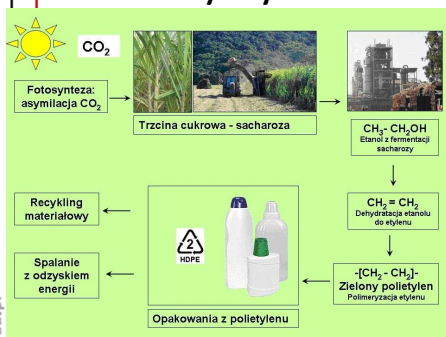 CO₂
Fotosynteza:
asymilacja CO₂
Trzcina cukrowa - sacharoza
CH₃- CH₂OH
Etanol z fermentacji
sacharozy
CH₂ = CH₂
Dehydratacja etanolu
do etylenu
-[CH₂ - CH₂]-
Zielony polietylen
Polimeryzacja etylenu
Recykling
materiałowy
Spalanie
z odzyskiem
energii
2
HDPE
Opakowania z polietylenu